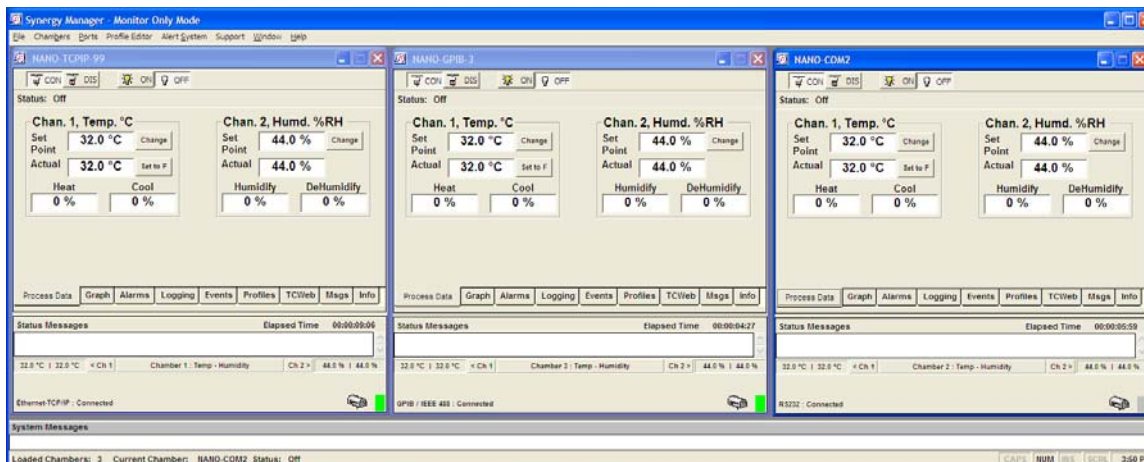 Synergy Manager - Monitor Only Mode
File Chambers Ports Profile Editor Alert System Support Window Help
NANO-TCPIP-99
CON DIS ON OFF
Status: Off
Chan. 1, Temp. °C
Set Point 32.0 °C Change
Actual 32.0 °C Set to F
Heat Cool
0 % 0 %
Chan. 2, Humd. %RH
Set Point 44.0 % Change
Actual 44.0 %
Humidify DeHumidify
0 % 0 %
Process Data Graph Alarms Logging Events Profiles TCWeb Msgs Info
Status Messages Elapsed Time 00:00:09:06
32.0 °C | 32.0 °C < Ch 1 Chamber 1 : Temp - Humidity Ch 2 > 44.0 % | 44.0 %
Ethernet-TCP/IP : Connected
NANO-GPIB-3
CON DIS ON OFF
Status: Off
Chan. 1, Temp. °C
Set Point 32.0 °C Change
Actual 32.0 °C Set to F
Heat Cool
0 % 0 %
Chan. 2, Humd. %RH
Set Point 44.0 % Change
Actual 44.0 %
Humidify DeHumidify
0 % 0 %
Process Data Graph Alarms Logging Events Profiles TCWeb Msgs Info
Status Messages Elapsed Time 00:00:04:27
32.0 °C | 32.0 °C < Ch 1 Chamber 3 : Temp - Humidity Ch 2 > 44.0 % | 44.0 %
GPIB / IEEE 488 : Connected
NANO-COM2
CON DIS ON OFF
Status: Off
Chan. 1, Temp. °C
Set Point 32.0 °C Change
Actual 32.0 °C Set to F
Heat Cool
0 % 0 %
Chan. 2, Humd. %RH
Set Point 44.0 % Change
Actual 44.0 %
Humidify DeHumidify
0 % 0 %
Process Data Graph Alarms Logging Events Profiles TCWeb Msgs Info
Status Messages Elapsed Time 00:00:05:59
32.0 °C | 32.0 °C < Ch 1 Chamber 2 : Temp - Humidity Ch 2 > 44.0 % | 44.0 %
RS232 : Connected
System Messages
Loaded Chambers: 3 Current Chamber: NANO-COM2 Status: Off CAPS NUM INS SCRL 3:50 P